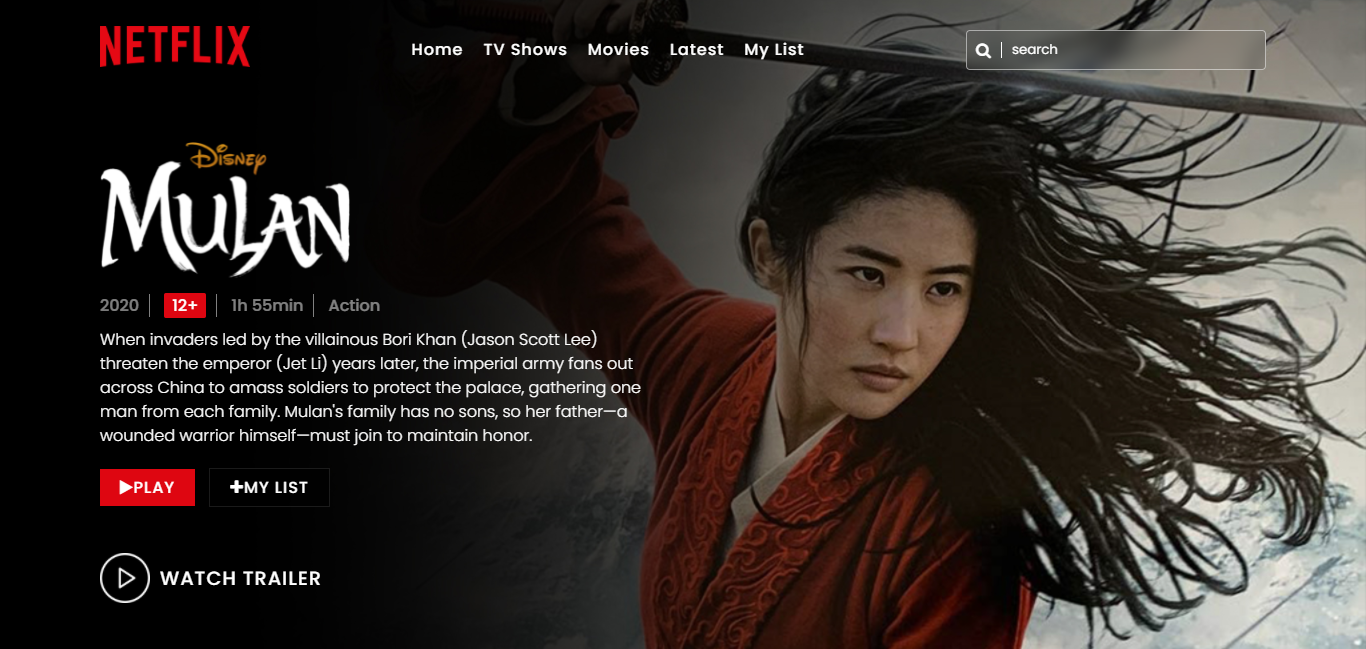 NETFLIX
Home TV Shows Movies Latest My List
search
Disney
MULAN
2020 12+ 1h 55min Action
When invaders led by the villainous Bori Khan (Jason Scott Lee)
threaten the emperor (Jet Li) years later, the imperial army fans out
across China to amass soldiers to protect the palace, gathering one
man from each family. Mulan's family has no sons, so her father—a
wounded warrior himself—must join to maintain honor.
PLAY MY LIST
WATCH TRAILER